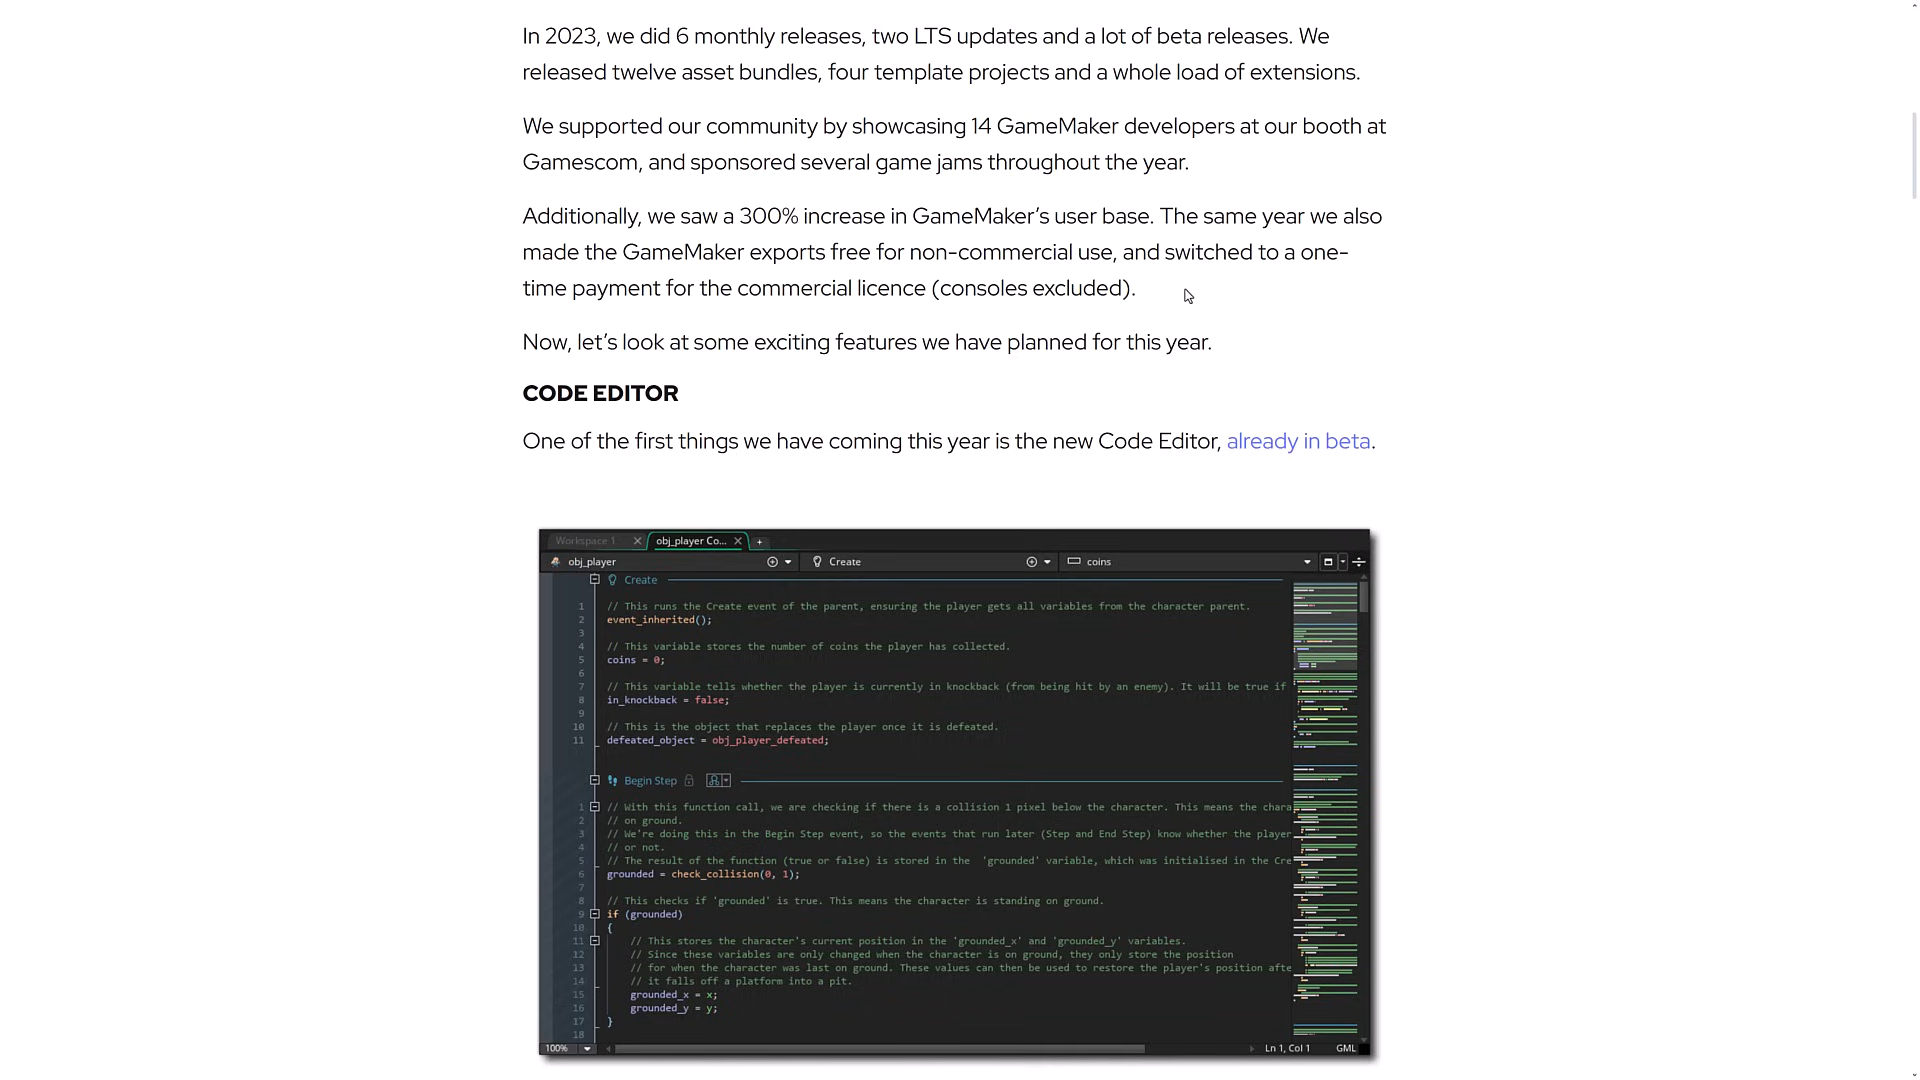 In 2023, we did 6 monthly releases, two LTS updates and a lot of beta releases. We
released twelve asset bundles, four template projects and a whole load of extensions.
We supported our community by showcasing 14 GameMaker developers at our booth at
Gamescom, and sponsored several game jams throughout the year.
Additionally, we saw a 300% increase in GameMaker’s user base. The same year we also
made the GameMaker exports free for non-commercial use, and switched to a one-
time payment for the commercial licence (consoles excluded).
Now, let’s look at some exciting features we have planned for this year.
CODE EDITOR
One of the first things we have coming this year is the new Code Editor, already in beta.
Workspace 1 obj_player Co... +
obj_player Create coins
Create
1 // This runs the Create event of the parent, ensuring the player gets all variables from the character parent.
2 event_inherited();
3
4 // This variable stores the number of coins the player has collected.
5 coins = 0;
6
7 // This variable tells whether the player is currently in knockback (from being hit by an enemy). It will be true if
8 in_knockback = false;
9
10 // This is the object that replaces the player once it is defeated.
11 defeated_object = obj_player_defeated;
Begin Step
1 // With this function call, we are checking if there is a collision 1 pixel below the character. This means the chara
2 // on ground.
3 // We're doing this in the Begin Step event, so the events that run later (Step and End Step) know whether the player
4 // or not.
5 // The result of the function (true or false) is stored in the 'grounded' variable, which was initialised in the Cre
6 grounded = check_collision(0, 1);
7
8 // This checks if 'grounded' is true. This means the character is standing on ground.
9 if (grounded)
10 {
11 // This stores the character's current position in the 'grounded_x' and 'grounded_y' variables.
12 // Since these variables are only changed when the character is on ground, they only store the position
13 // for when the character was last on ground. These values can then be used to restore the player's position afte
14 // it falls off a platform into a pit.
15 grounded_x = x;
16 grounded_y = y;
17 }
18
100% Ln 1, Col 1 GML